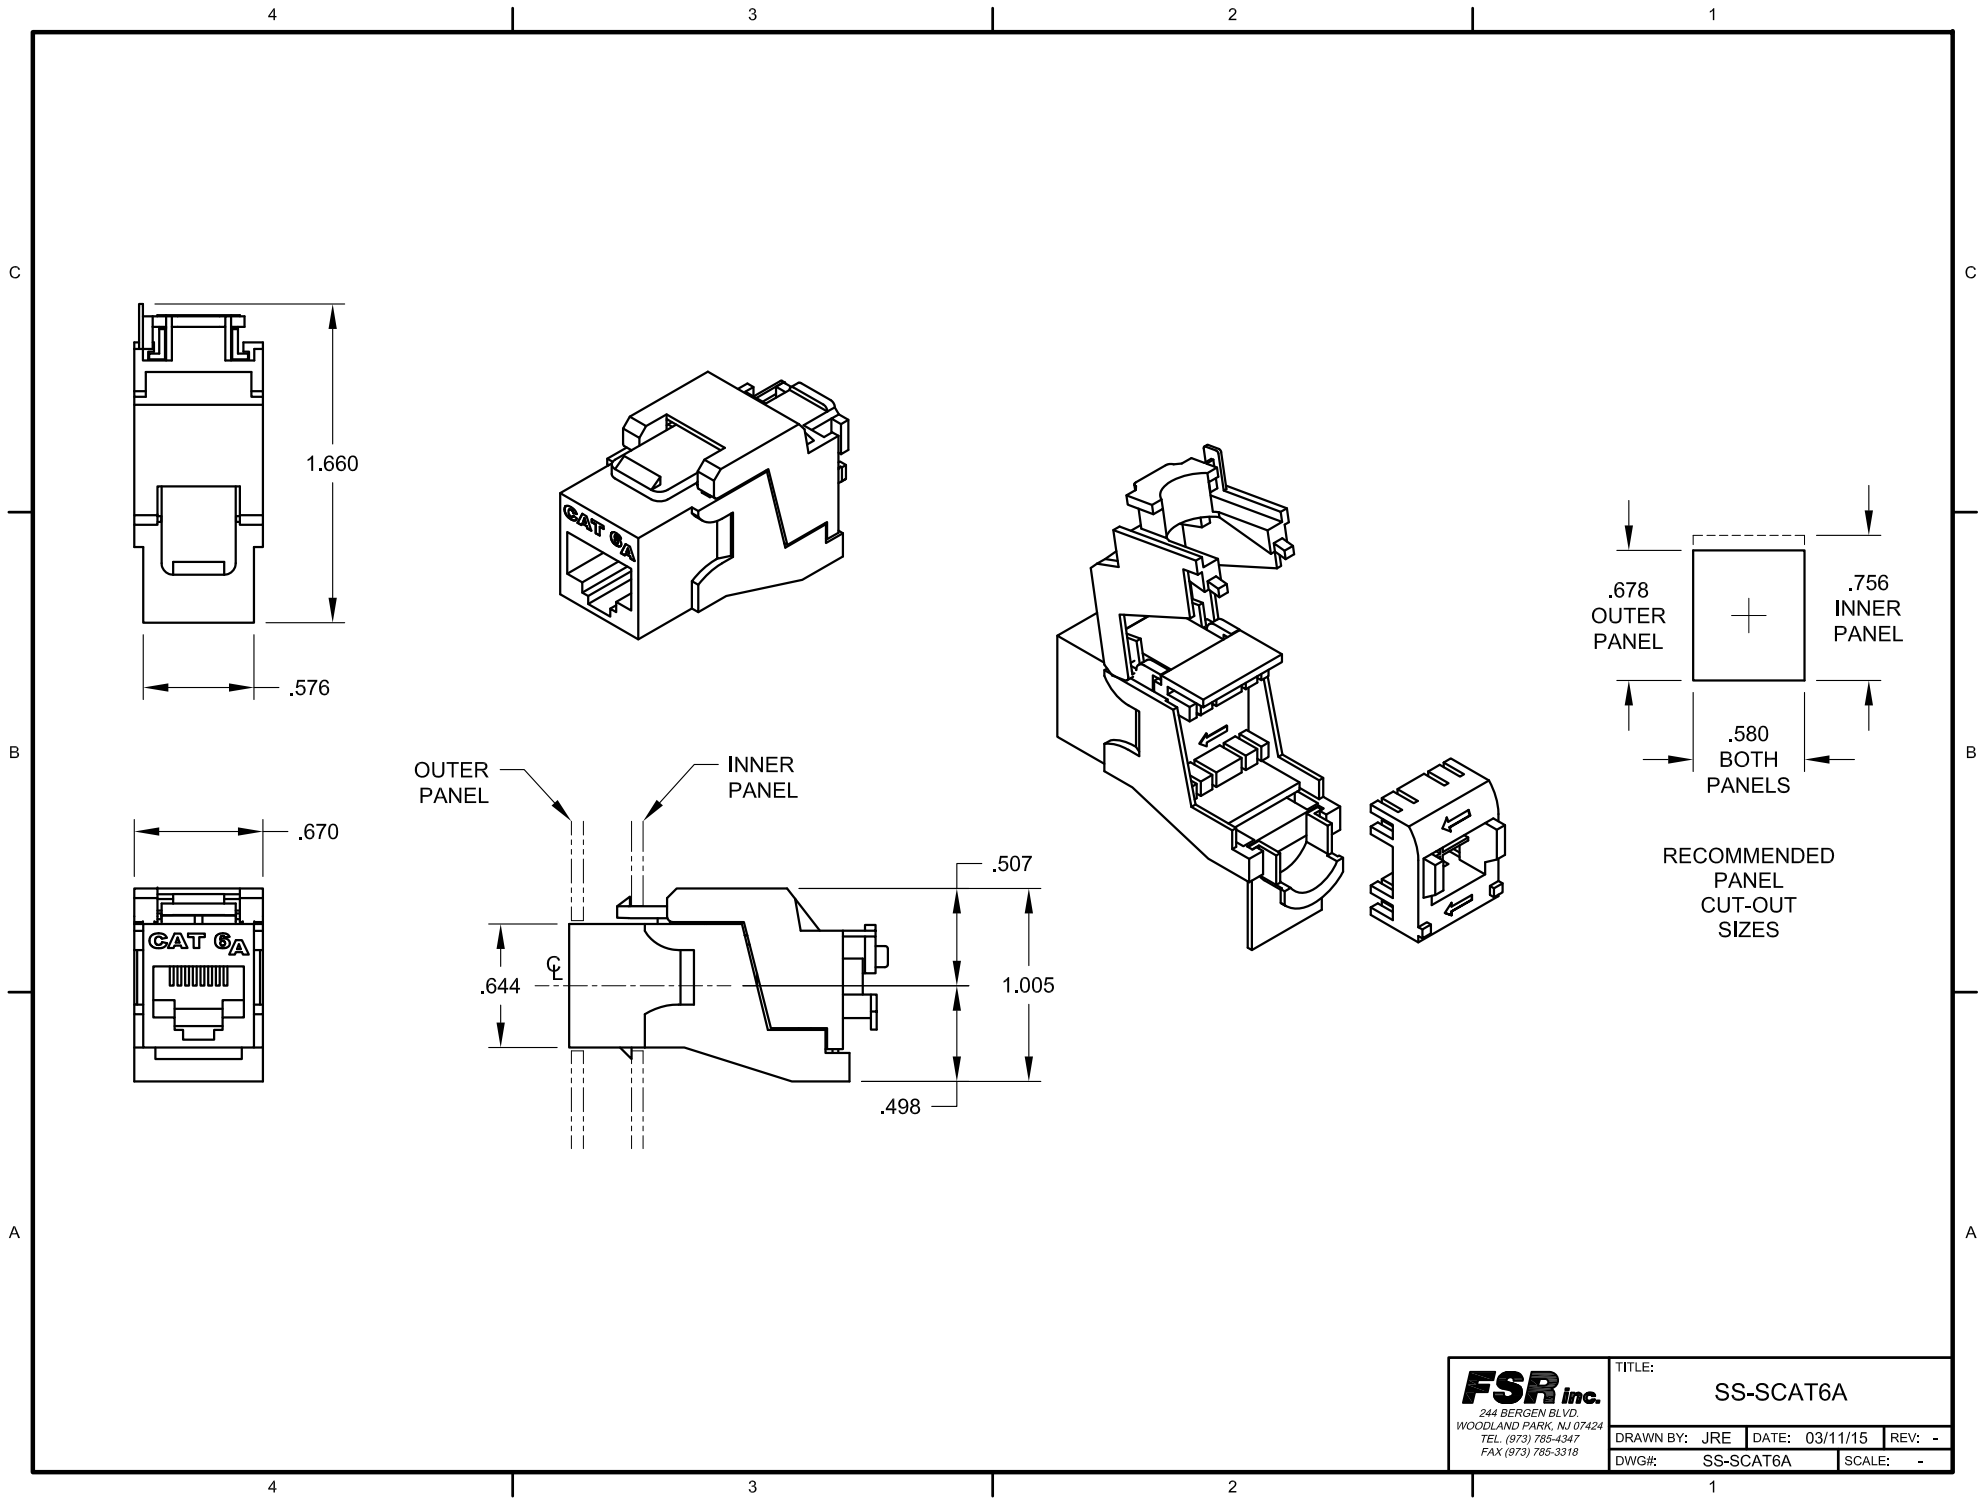 4 3 2 1
C C
1.660
CAT 6A
.576
.678
OUTER
PANEL
.756
INNER
PANEL
.580
BOTH
PANELS
RECOMMENDED
PANEL
CUT-OUT
SIZES
B B
OUTER
PANEL
INNER
PANEL
.670
CAT 6A
.507
℄
.644
1.005
.498
A A
FSR inc.
244 BERGEN BLVD.
WOODLAND PARK, NJ 07424
TEL. (973) 785-4347
FAX (973) 785-3318
TITLE:
SS-SCAT6A
DRAWN BY: JRE DATE: 03/11/15 REV: -
DWG#: SS-SCAT6A SCALE: -
4 3 2 1